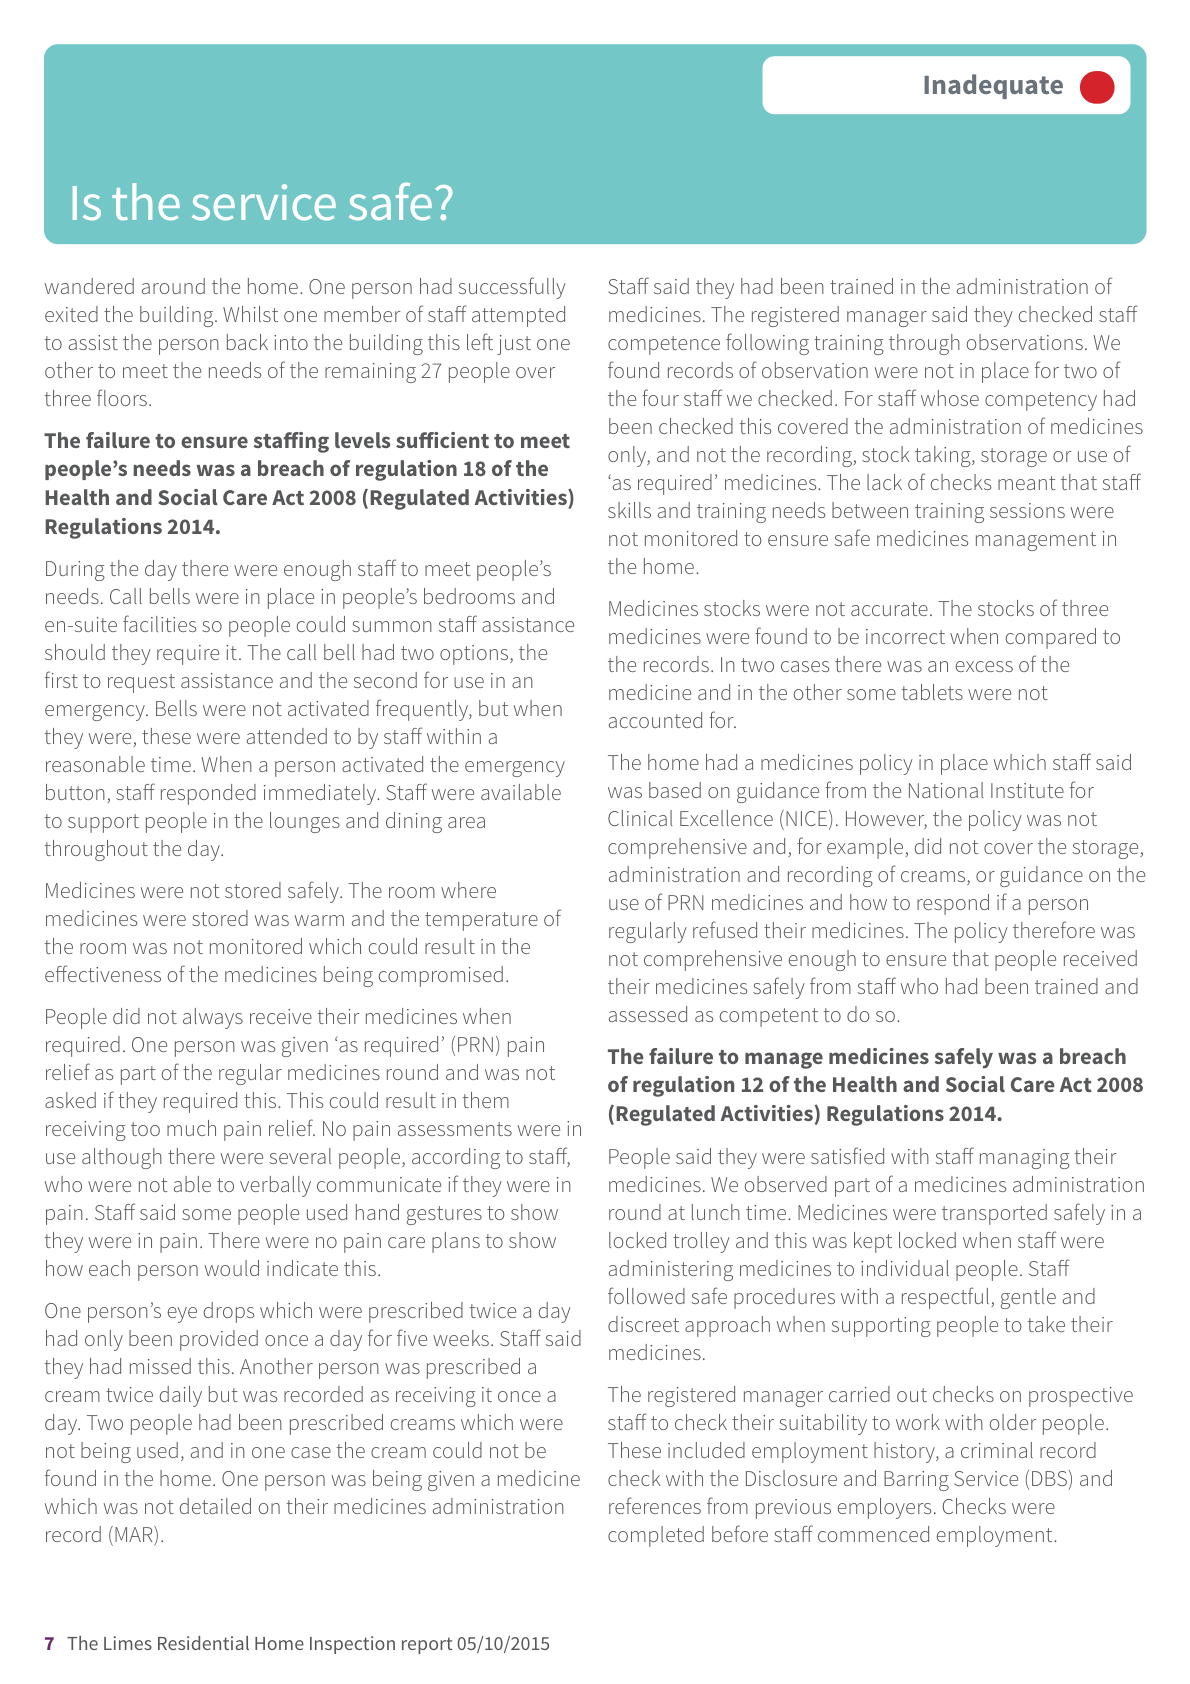 Inadequate
Is the service safe?
wandered around the home. One person had successfully
exited the building. Whilst one member of staff attempted
to assist the person back into the building this left just one
other to meet the needs of the remaining 27 people over
three floors.
The failure to ensure staffing levels sufficient to meet
people’s needs was a breach of regulation 18 of the
Health and Social Care Act 2008 (Regulated Activities)
Regulations 2014.
During the day there were enough staff to meet people’s
needs. Call bells were in place in people’s bedrooms and
en-suite facilities so people could summon staff assistance
should they require it. The call bell had two options, the
first to request assistance and the second for use in an
emergency. Bells were not activated frequently, but when
they were, these were attended to by staff within a
reasonable time. When a person activated the emergency
button, staff responded immediately. Staff were available
to support people in the lounges and dining area
throughout the day.
Medicines were not stored safely. The room where
medicines were stored was warm and the temperature of
the room was not monitored which could result in the
effectiveness of the medicines being compromised.
People did not always receive their medicines when
required. One person was given ‘as required’ (PRN) pain
relief as part of the regular medicines round and was not
asked if they required this. This could result in them
receiving too much pain relief. No pain assessments were in
use although there were several people, according to staff,
who were not able to verbally communicate if they were in
pain. Staff said some people used hand gestures to show
they were in pain. There were no pain care plans to show
how each person would indicate this.
One person’s eye drops which were prescribed twice a day
had only been provided once a day for five weeks. Staff said
they had missed this. Another person was prescribed a
cream twice daily but was recorded as receiving it once a
day. Two people had been prescribed creams which were
not being used, and in one case the cream could not be
found in the home. One person was being given a medicine
which was not detailed on their medicines administration
record (MAR).
Staff said they had been trained in the administration of
medicines. The registered manager said they checked staff
competence following training through observations. We
found records of observation were not in place for two of
the four staff we checked. For staff whose competency had
been checked this covered the administration of medicines
only, and not the recording, stock taking, storage or use of
‘as required’ medicines. The lack of checks meant that staff
skills and training needs between training sessions were
not monitored to ensure safe medicines management in
the home.
Medicines stocks were not accurate. The stocks of three
medicines were found to be incorrect when compared to
the records. In two cases there was an excess of the
medicine and in the other some tablets were not
accounted for.
The home had a medicines policy in place which staff said
was based on guidance from the National Institute for
Clinical Excellence (NICE). However, the policy was not
comprehensive and, for example, did not cover the storage,
administration and recording of creams, or guidance on the
use of PRN medicines and how to respond if a person
regularly refused their medicines. The policy therefore was
not comprehensive enough to ensure that people received
their medicines safely from staff who had been trained and
assessed as competent to do so.
The failure to manage medicines safely was a breach
of regulation 12 of the Health and Social Care Act 2008
(Regulated Activities) Regulations 2014.
People said they were satisfied with staff managing their
medicines. We observed part of a medicines administration
round at lunch time. Medicines were transported safely in a
locked trolley and this was kept locked when staff were
administering medicines to individual people. Staff
followed safe procedures with a respectful, gentle and
discreet approach when supporting people to take their
medicines.
The registered manager carried out checks on prospective
staff to check their suitability to work with older people.
These included employment history, a criminal record
check with the Disclosure and Barring Service (DBS) and
references from previous employers. Checks were
completed before staff commenced employment.
7 The Limes Residential Home Inspection report 05/10/2015